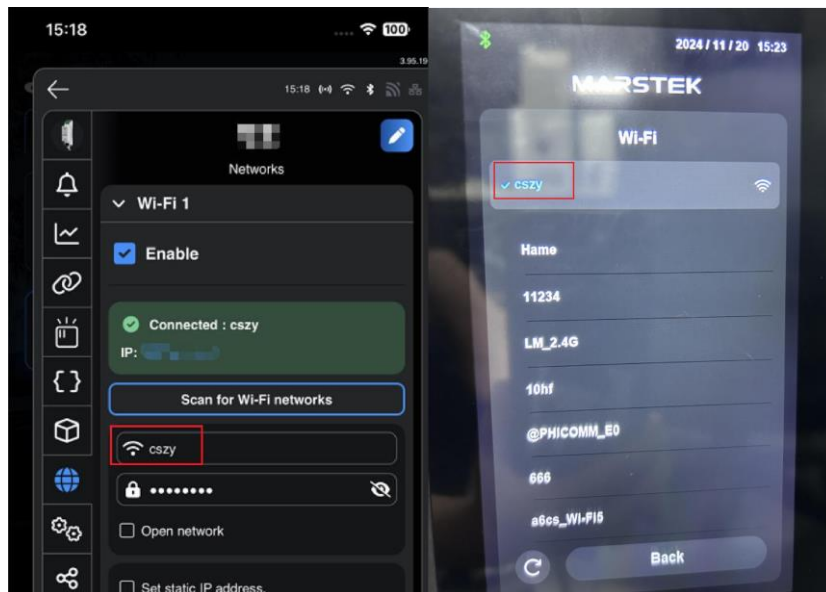 15:18
100
3.95.19
15:18
Networks
Wi-Fi 1
Enable
Connected : cszy
IP:
Scan for Wi-Fi networks
cszy
Open network
Set static IP address.
2024/11/20 15:23
MARSTEK
Wi-Fi
cszy
Hame
11234
LM_2.4G
10hf
@PHICOMM_E0
666
a6cs_Wi-Fi5
Back